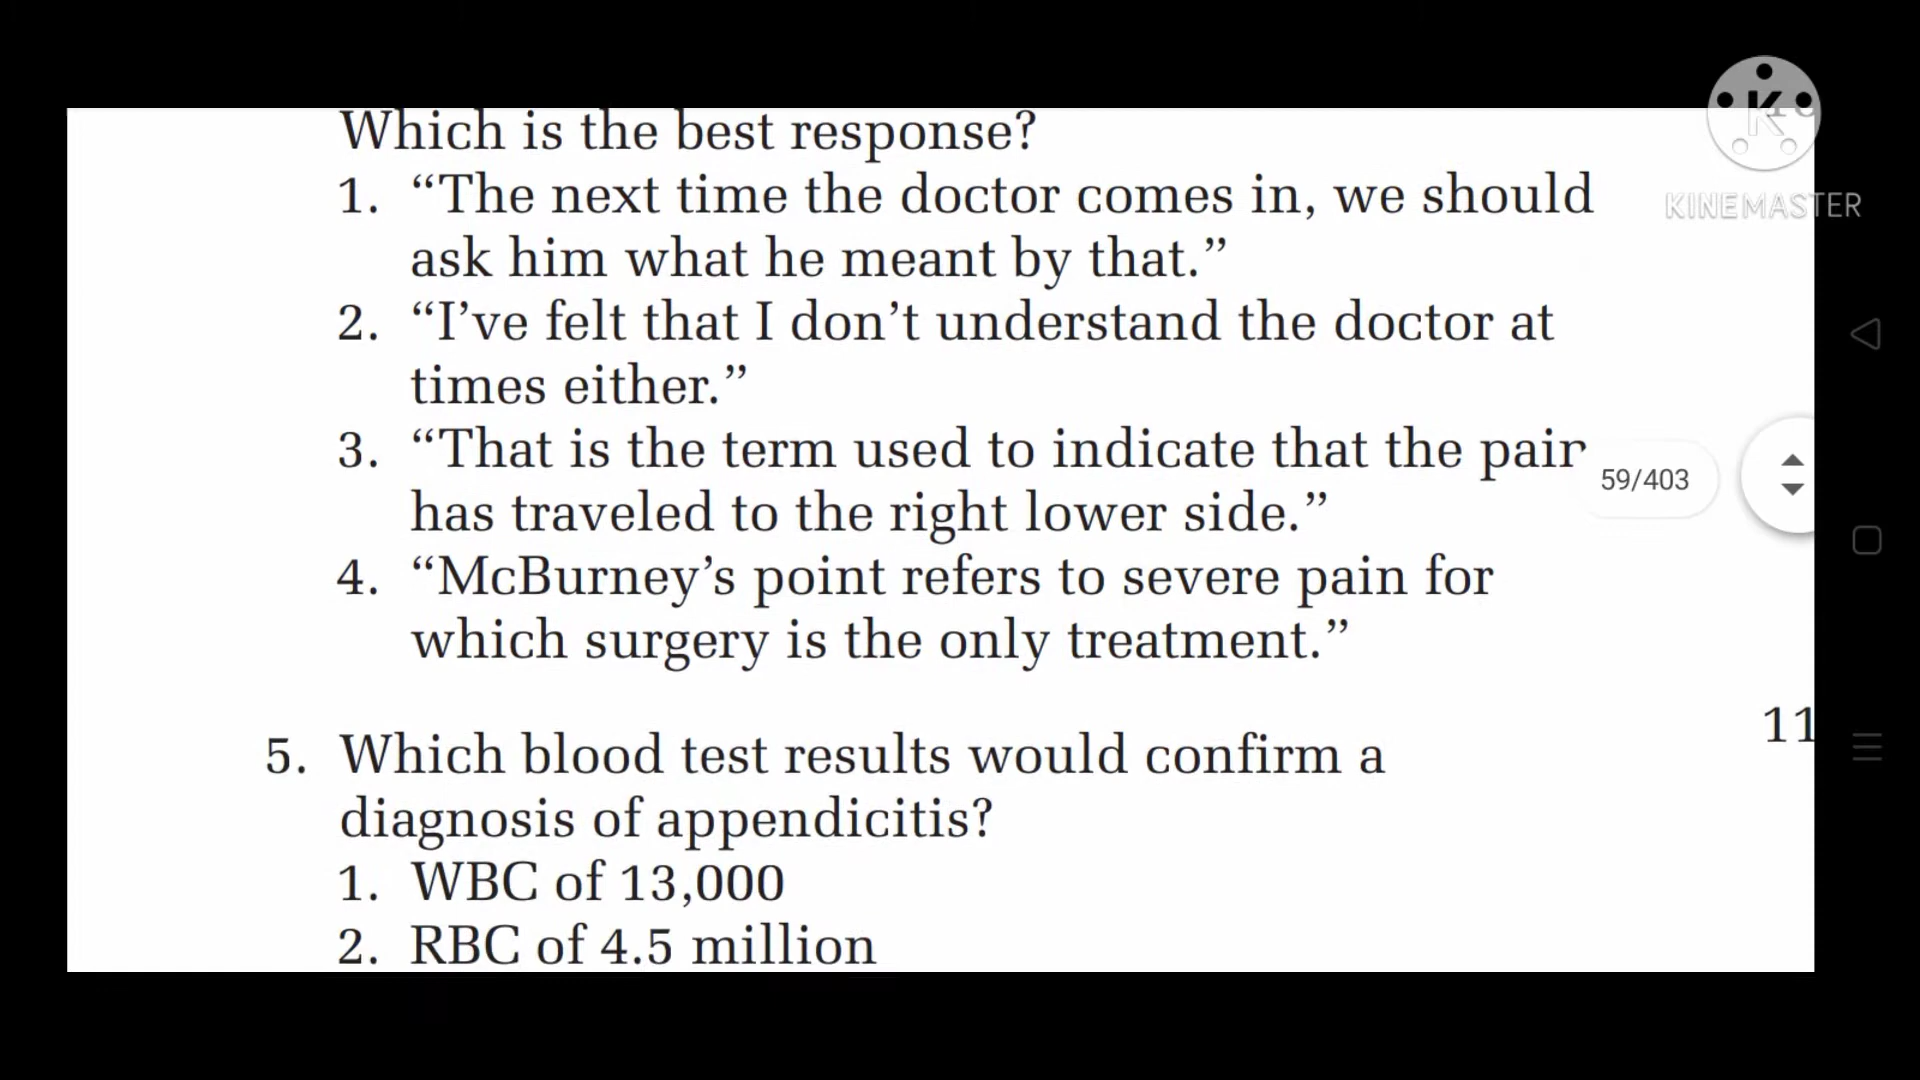 Which is the best response?
1. “The next time the doctor comes in, we should
ask him what he meant by that.”
2. “I’ve felt that I don’t understand the doctor at
times either.”
3. “That is the term used to indicate that the pain
has traveled to the right lower side.”
4. “McBurney’s point refers to severe pain for
which surgery is the only treatment.”
5. Which blood test results would confirm a
diagnosis of appendicitis?
1. WBC of 13,000
2. RBC of 4.5 million
K
KINEMASTER
59/403
11